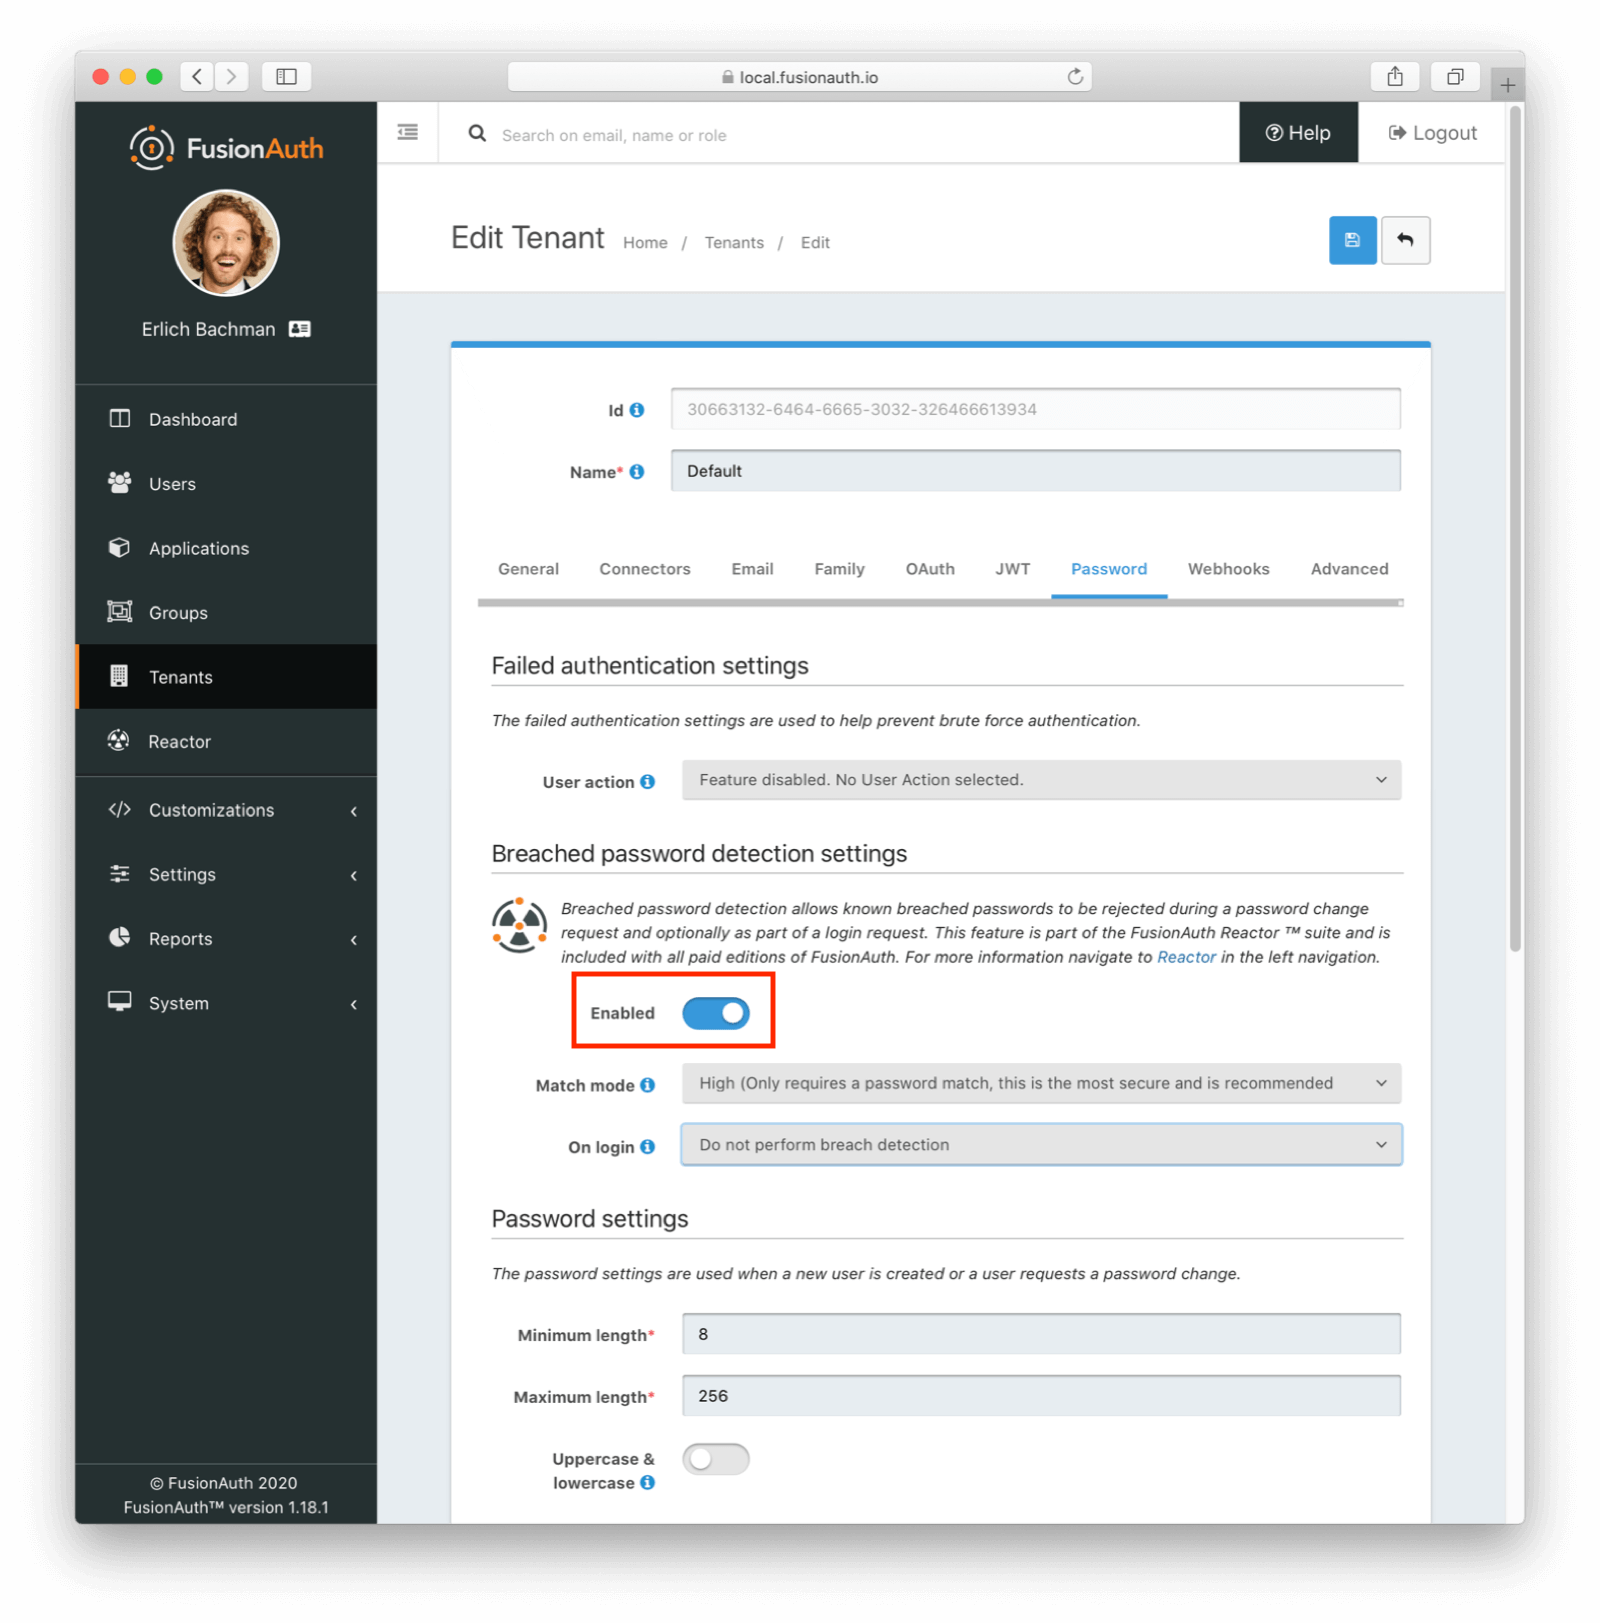 local.fusionauth.io
FusionAuth
Search on email, name or role
Help
Logout
Erlich Bachman
Edit Tenant Home / Tenants / Edit
Dashboard
Users
Applications
Groups
Tenants
Reactor
Customizations
Settings
Reports
System
© FusionAuth 2020
FusionAuth™ version 1.18.1
Id 30663132-6464-6665-3032-326466613934
Name* Default
General Connectors Email Family OAuth JWT Password Webhooks Advanced
Failed authentication settings
The failed authentication settings are used to help prevent brute force authentication.
User action Feature disabled. No User Action selected.
Breached password detection settings
Breached password detection allows known breached passwords to be rejected during a password change
request and optionally as part of a login request. This feature is part of the FusionAuth Reactor ™ suite and is
included with all paid editions of FusionAuth. For more information navigate to Reactor in the left navigation.
Enabled
Match mode High (Only requires a password match, this is the most secure and is recommended
On login Do not perform breach detection
Password settings
The password settings are used when a new user is created or a user requests a password change.
Minimum length* 8
Maximum length* 256
Uppercase &
lowercase